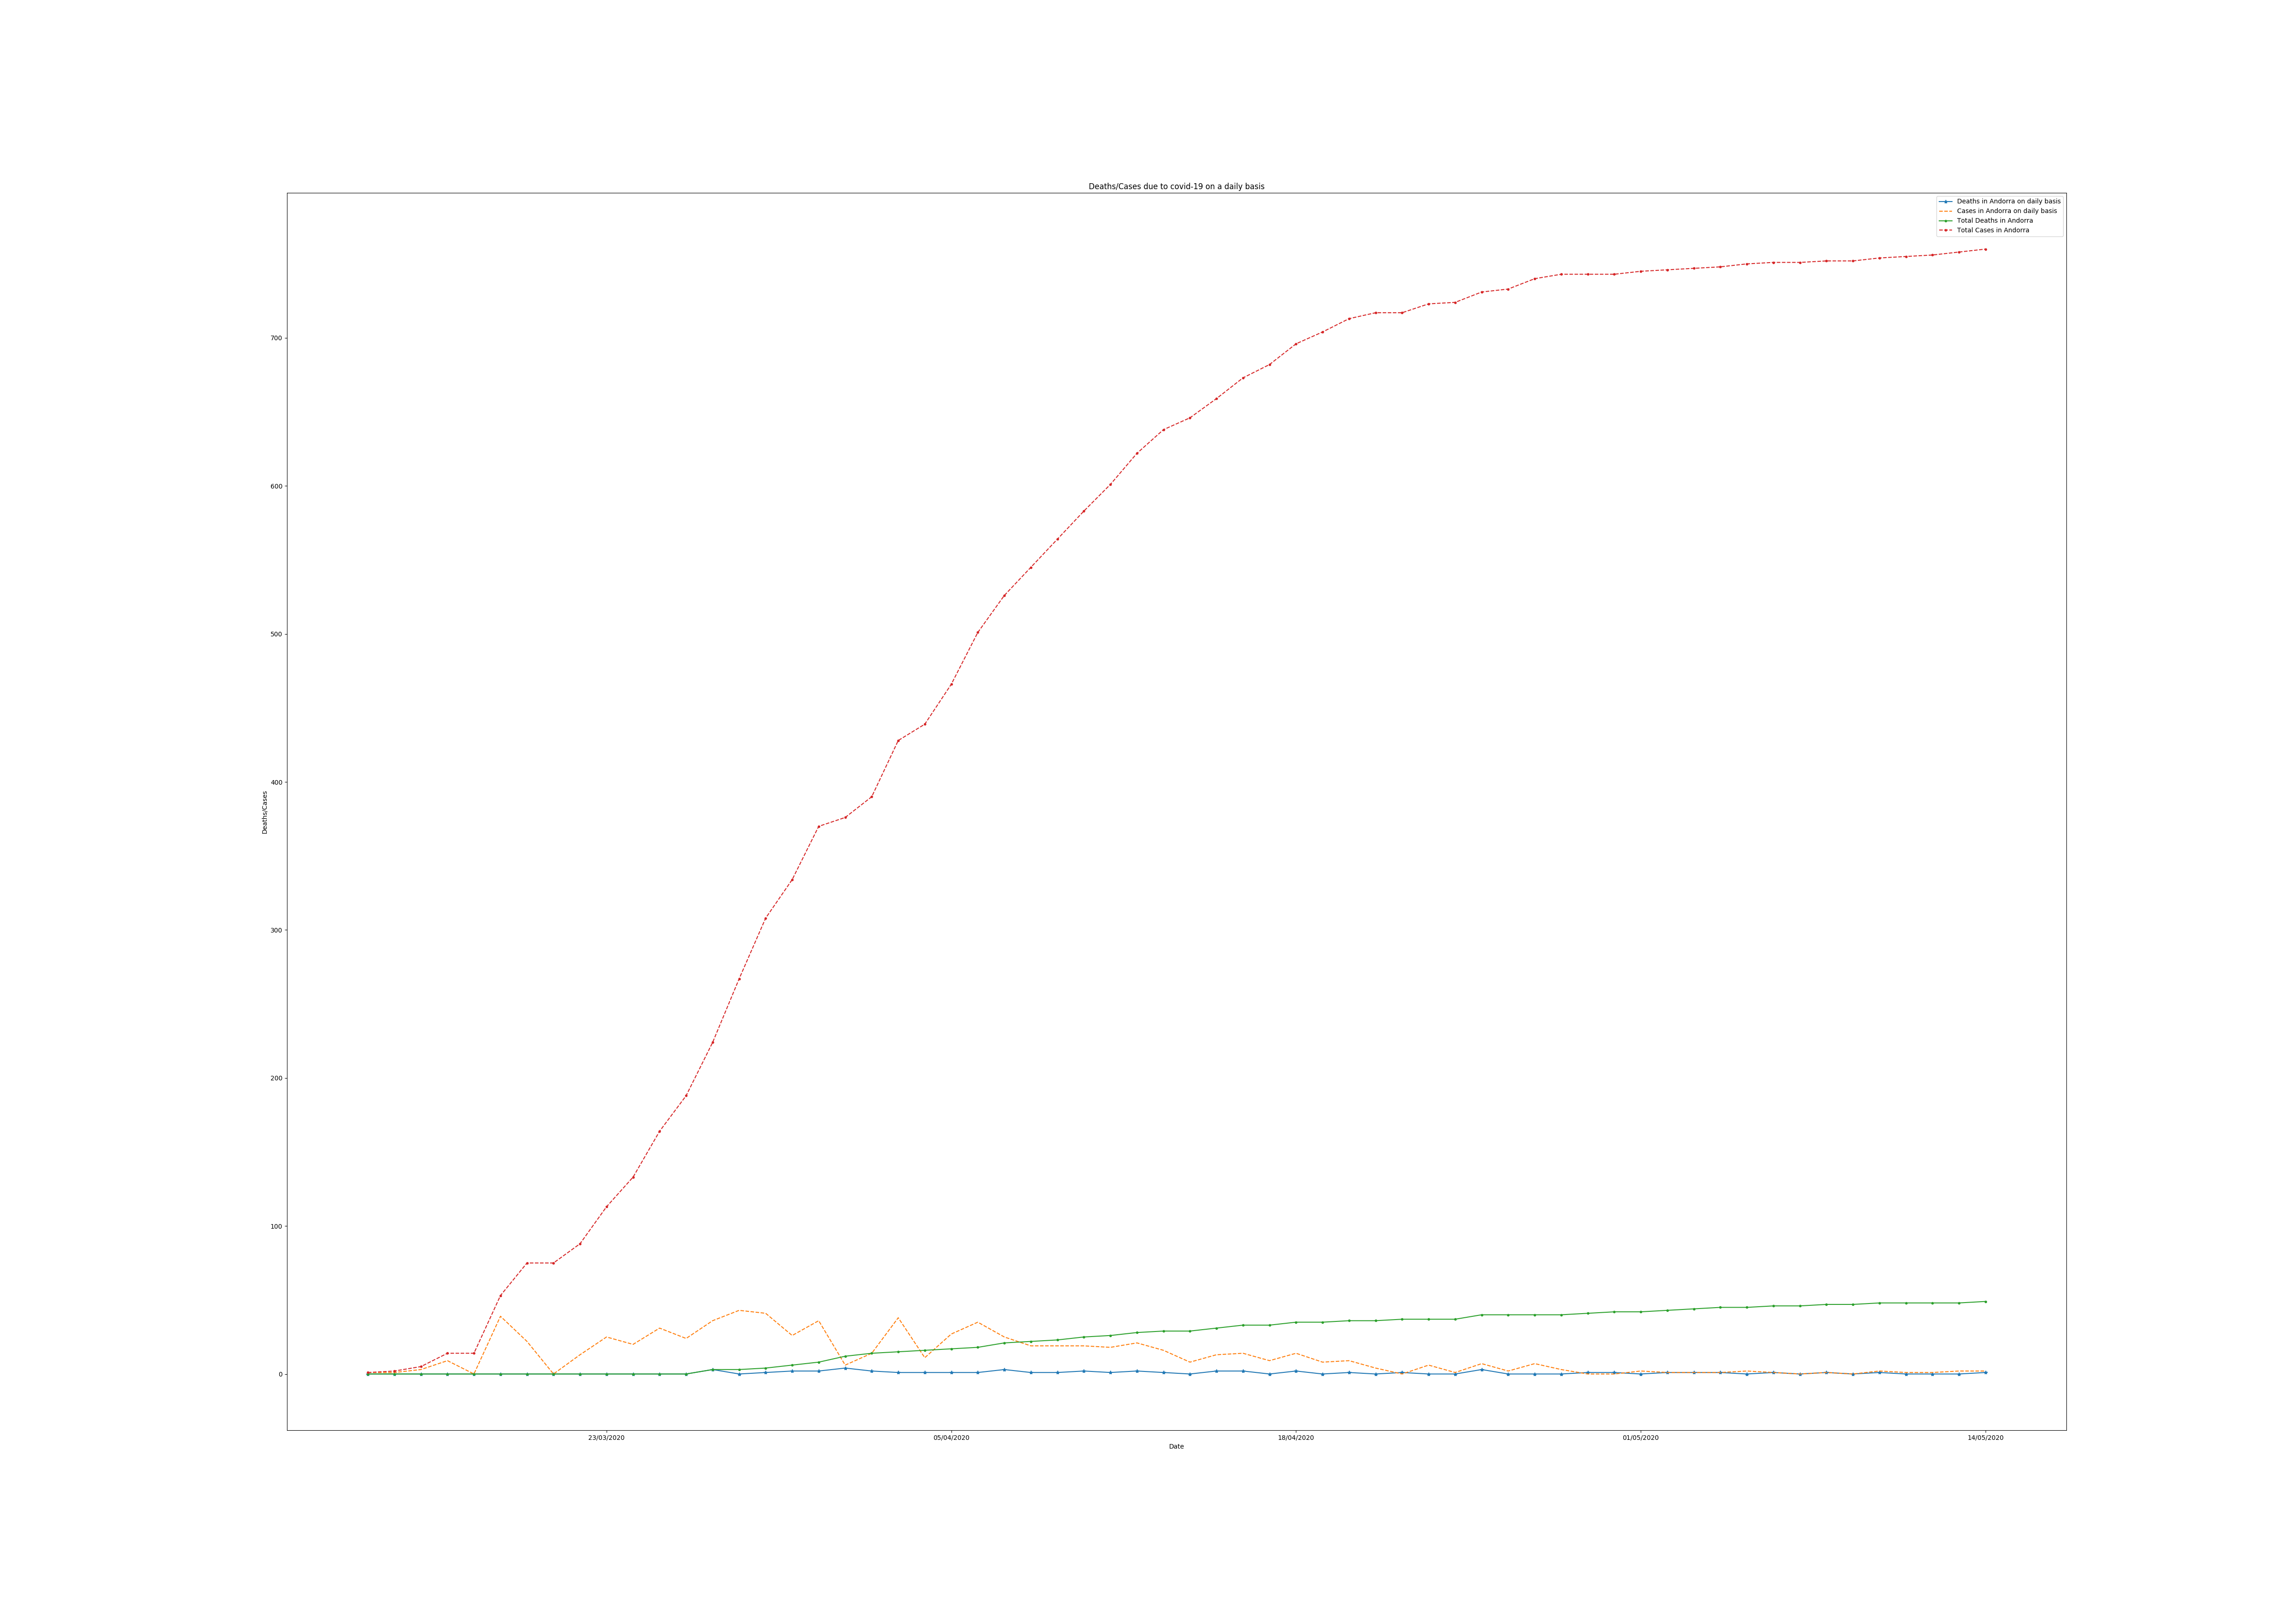 Deaths/Cases due to covid-19 on a daily basis
Deaths in Andorra on daily basis
Cases in Andorra on daily basis
Total Deaths in Andorra
Total Cases in Andorra
700
600
500
400
300
200
100
0
Deaths/Cases
23/03/2020
05/04/2020
18/04/2020
01/05/2020
14/05/2020
Date